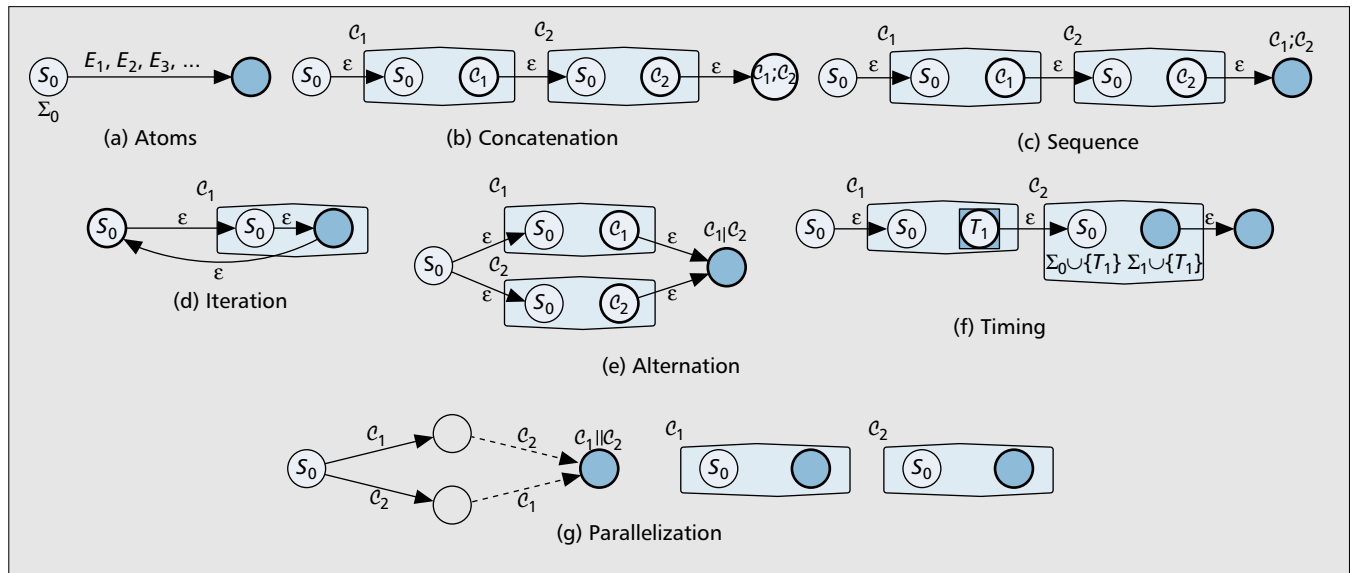 E₁, E₂, E₃, ...
S₀
Σ₀
(a) Atoms
C₁ C₂
S₀ ε S₀ C₁ ε S₀ C₂ ε C₁;C₂
(b) Concatenation
C₁ C₂ C₁;C₂
S₀ ε S₀ C₁ ε S₀ C₂ ε
(c) Sequence
C₁
S₀ ε S₀ ε
ε
(d) Iteration
C₁
S₀ C₁
ε ε C₁|C₂
S₀
C₂
ε ε
S₀ C₂
(e) Alternation
C₁ C₂
S₀ ε S₀ T₁ ε S₀ ε
Σ₀∪{T₁} Σ₁∪{T₁}
(f) Timing
C₁ C₂ C₁||C₂
S₀
C₂ C₁
C₁ C₂
S₀ S₀
(g) Parallelization